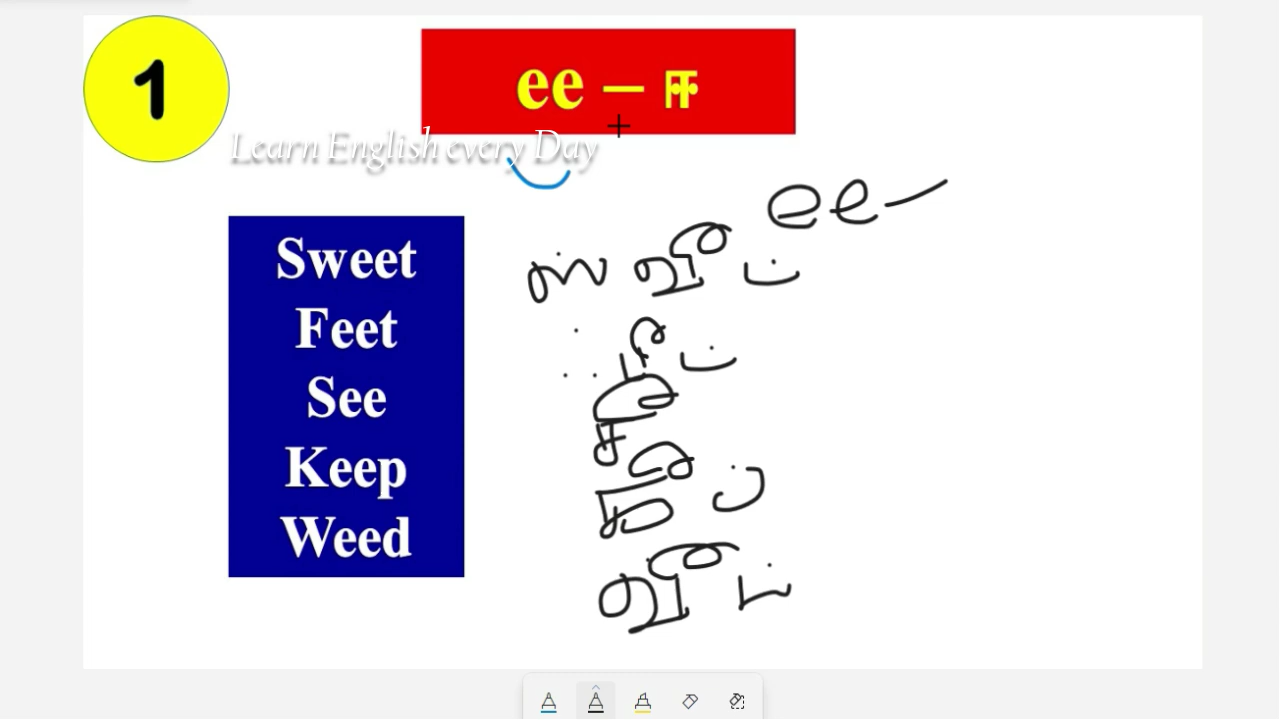 1
ee – ஈ
Learn English every Day
ee –
Sweet ஸ்வீட்
Feet ஃபீட்
See சீ
Keep கீப்
Weed வீட்